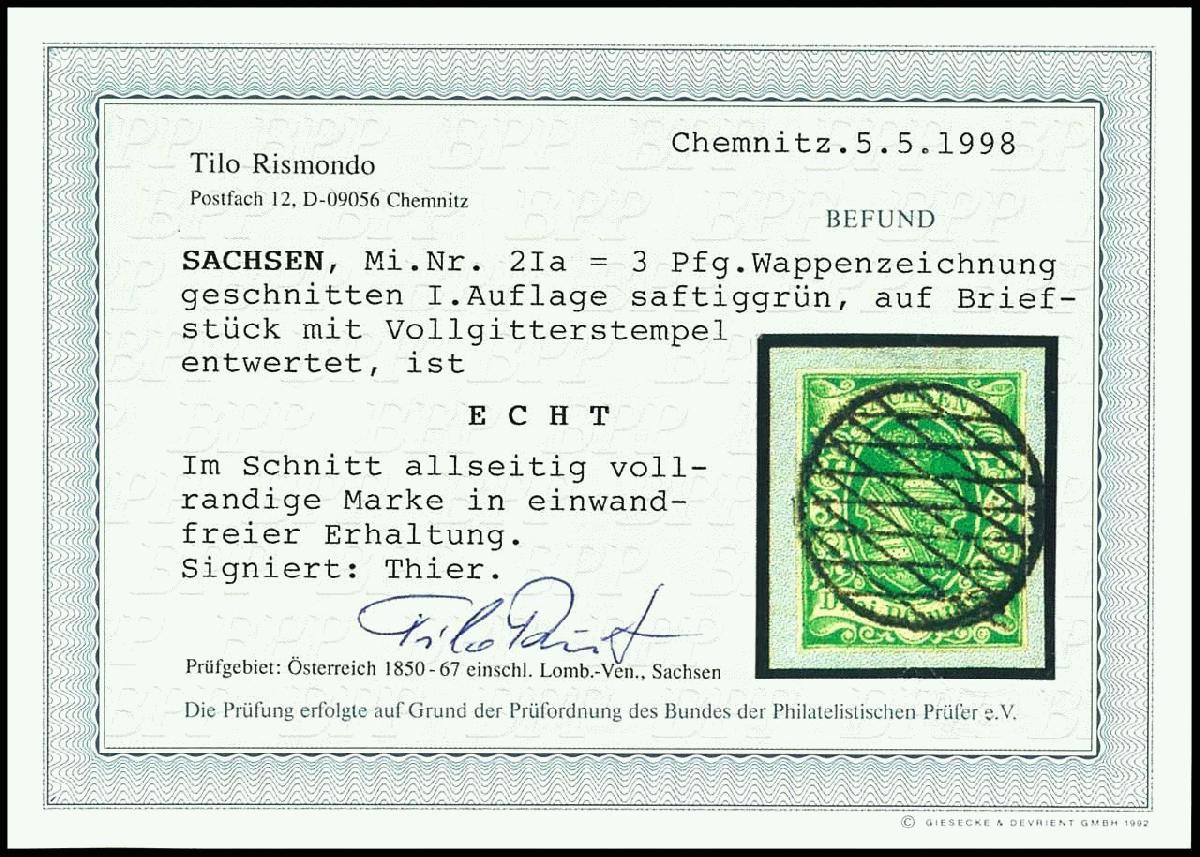 Chemnitz.5.5.1998
Tilo Rismondo
Postfach 12, D-09056 Chemnitz
BEFUND
SACHSEN, Mi.Nr. 2Ia = 3 Pfg.Wappenzeichnung
geschnitten I.Auflage saftiggrün, auf Brief-
stück mit Vollgitterstempel
entwertet, ist
E C H T
Im Schnitt allseitig voll-
randige Marke in einwand-
freier Erhaltung.
Signiert: Thier.
SACHSEN
Prüfgebiet: Österreich 1850-67 einschl. Lomb.-Ven., Sachsen
Die Prüfung erfolgte auf Grund der Prüfordnung des Bundes der Philatelistischen Prüfer e.V.
© GIESECKE & DEVRIENT GMBH 1992